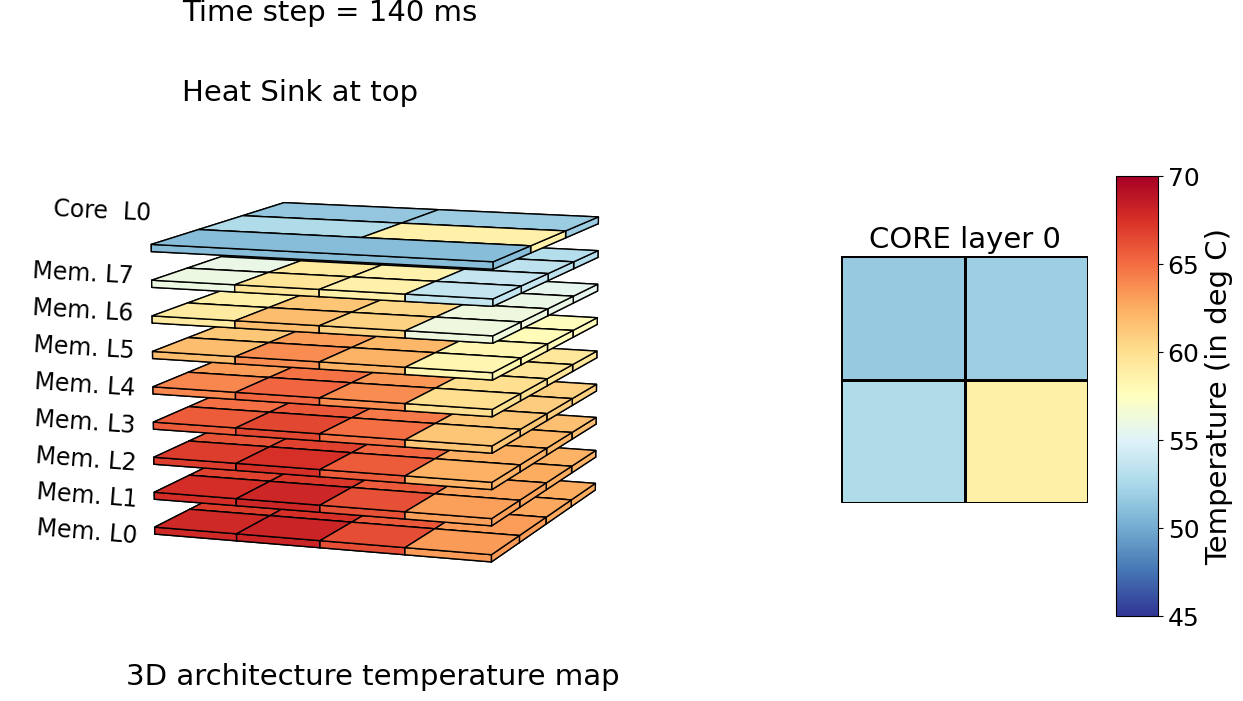 Time step = 140 ms
Heat Sink at top
Core  L0
Mem. L7
Mem. L6
Mem. L5
Mem. L4
Mem. L3
Mem. L2
Mem. L1
Mem. L0
3D architecture temperature map
CORE layer 0
70
65
60
55
50
45
Temperature (in deg C)